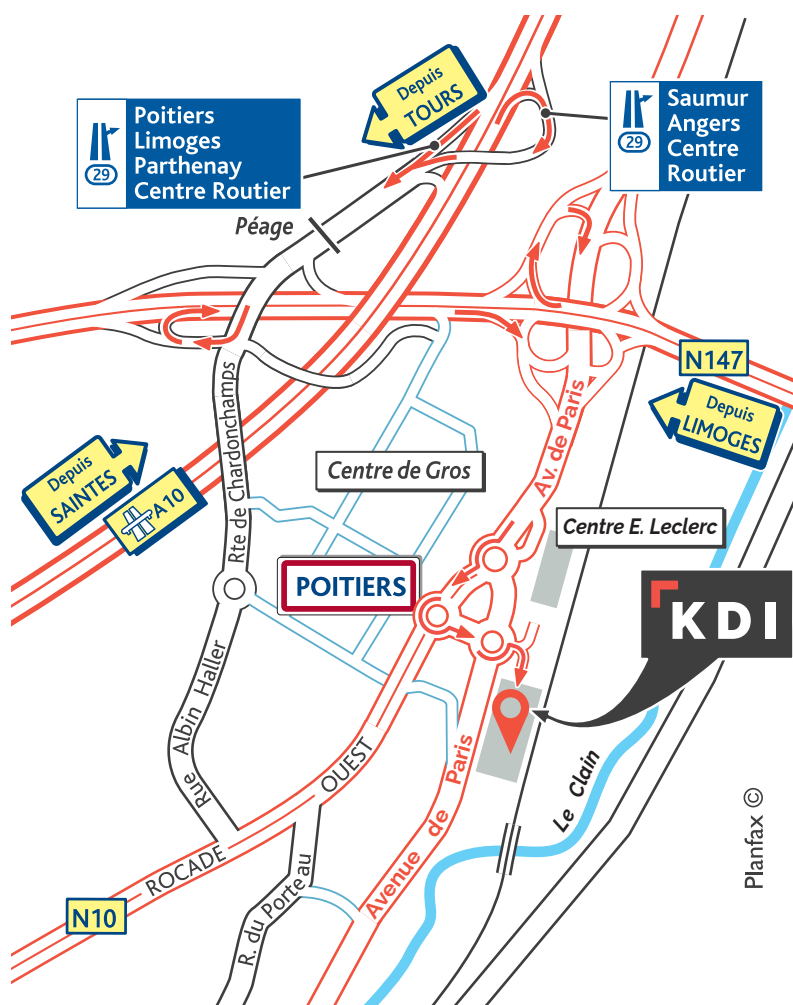 Depuis
TOURS
29
Poitiers
Limoges
Parthenay
Centre Routier
29
Saumur
Angers
Centre
Routier
Péage
N147
Depuis
LIMOGES
Rte de Chardonchamps
Av. de Paris
Depuis
SAINTES
A10
Centre de Gros
Centre E. Leclerc
POITIERS
KDI
Rue Albin Haller
OUEST
ROCADE
Avenue de Paris
Le Clain
R. du Porteau
N10
Planfax ©